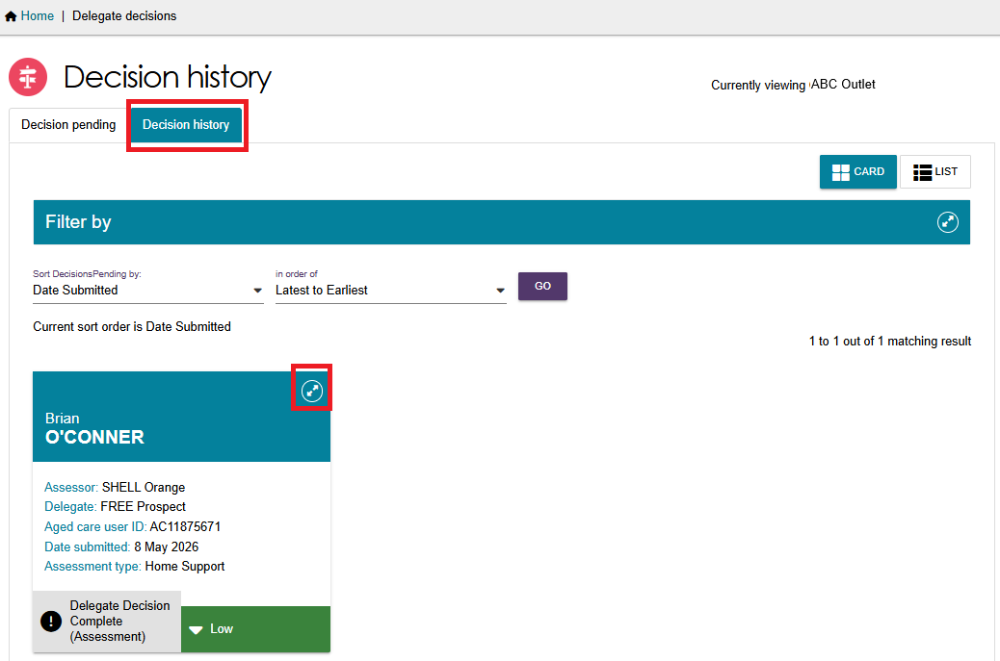 Home | Delegate decisions
Decision history
Currently viewing ABC Outlet
Decision pending
Decision history
CARD
LIST
Filter by
Sort DecisionsPending by:
in order of
Date Submitted
Latest to Earliest
GO
Current sort order is Date Submitted
1 to 1 out of 1 matching result
Brian
O'CONNER
Assessor: SHELL Orange
Delegate: FREE Prospect
Aged care user ID: AC11875671
Date submitted: 8 May 2026
Assessment type: Home Support
Delegate Decision
Complete
(Assessment)
Low